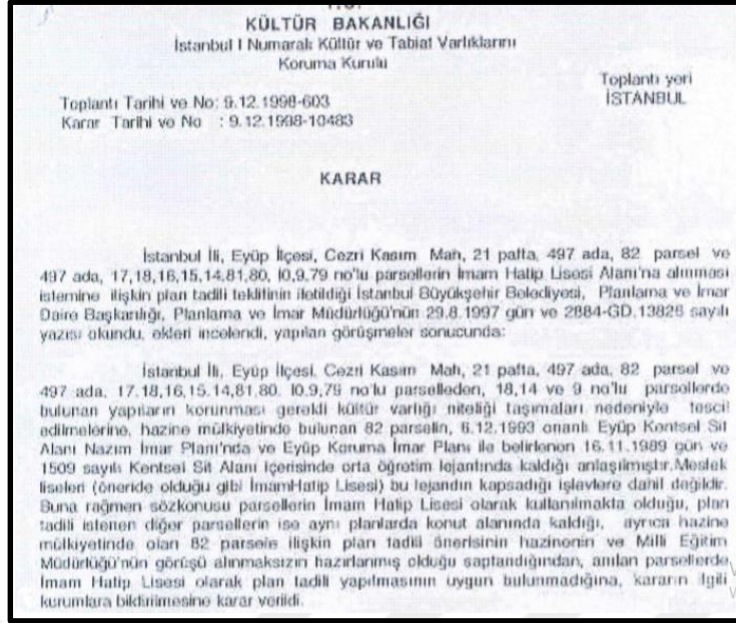 KÜLTÜR BAKANLIĞI
İstanbul I Numaralı Kültür ve Tabiat Varlıklarını
Koruma Kurulu
Toplantı yeri
İSTANBUL
Toplantı Tarihi ve No: 9.12.1998-603
Karar Tarihi ve No : 9.12.1998-10483
KARAR
İstanbul İli, Eyüp İlçesi, Cezri Kasım Mah, 21 pafta, 497 ada, 82 parsel ve
497 ada, 17,18,16,15,14,81,80, I0,9,79 no'lu parsellerin İmam Hatip Lisesi Alanı'na alınması
istemine ilişkin plan tadili teklifinin iletildiği İstanbul Büyükşehir Belediyesi, Planlama ve İmar
Daire Başkanlığı, Planlama ve İmar Müdürlüğü'nün 29.8.1997 gün ve 2884-GD.13826 sayılı
yazısı okundu, ekleri incelendi, yapılan görüşmeler sonucunda:
İstanbul İli, Eyüp İlçesi, Cezri Kasım Mah, 21 pafta, 497 ada, 82 parsel ve
497 ada, 17.18,16,15.14,81,80. I0.9,79 no'lu parselleden, 18,14 ve 9 no'lu parsellerde
bulunan yapıların korunması gerekli kültür varlığı niteliği taşımaları nedeniyle tescil
edilmelerine, hazine mülkiyetinde bulunan 82 parselin, 6.12.1993 onanlı Eyüp Kentsel Sit
Alanı Nazım İmar Planı'nda ve Eyüp Koruma İmar Planı ile belirlenen 16.11.1989 gün ve
1509 sayılı Kentsel Sit Alanı içerisinde orta öğretim lejantında kaldığı anlaşılmıştır.Meslek
liseleri (öneride olduğu gibi İmamHatip Lisesi) bu lejandın kapsadığı işlevlere dahil değildir.
Buna rağmen sözkonusu parsellerin İmam Hatip Lisesi olarak kullanılmakta olduğu, plan
tadili istenen diğer parsellerin ise aynı planlarda konut alanında kaldığı, ayrıca hazine
mülkiyetinde olan 82 parsele ilişkin plan tadili önerisinin hazinenin ve Milli Eğitim
Müdürlüğü'nün görüşü alınmaksızın hazırlanmış olduğu saptandığından, anılan parsellerde
İmam Hatip Lisesi olarak plan tadili yapılmasının uygun bulunmadığına, kararın ilgili
kurumlara bildirilmesine karar verildi.